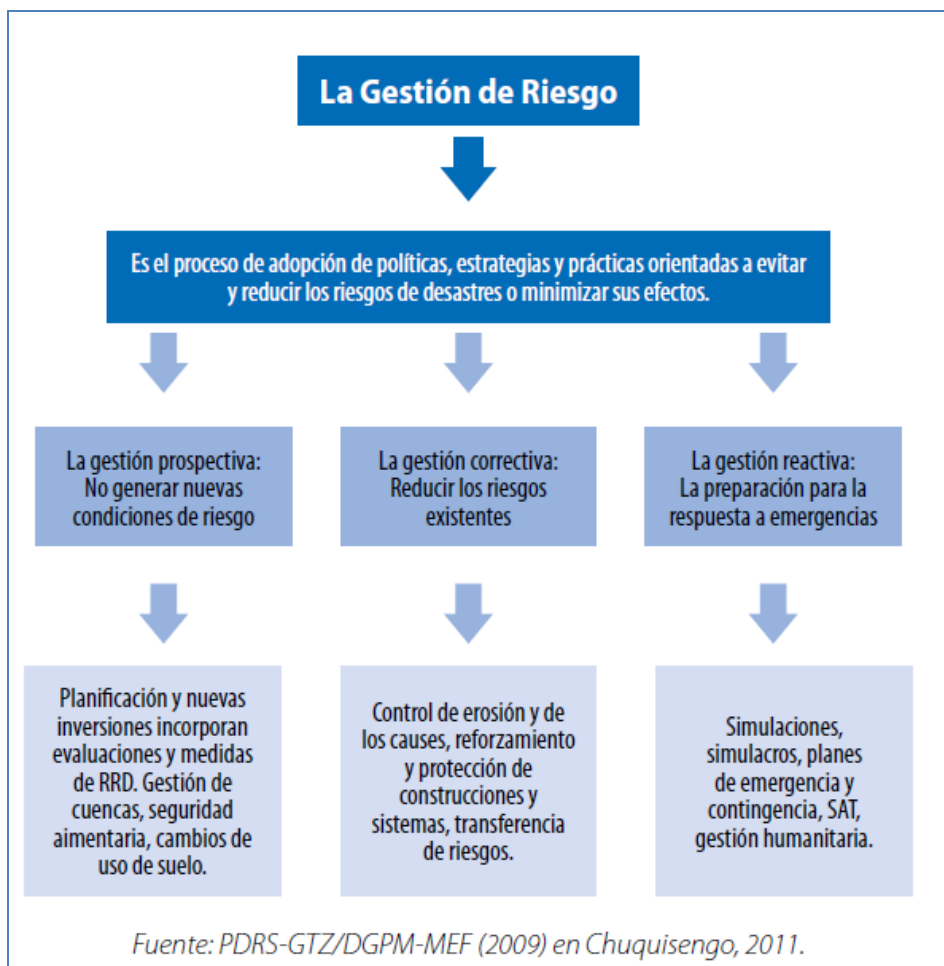 La Gestión de Riesgo
Es el proceso de adopción de políticas, estrategias y prácticas orientadas a evitar
y reducir los riesgos de desastres o minimizar sus efectos.
La gestión prospectiva:
No generar nuevas
condiciones de riesgo
La gestión correctiva:
Reducir los riesgos
existentes
La gestión reactiva:
La preparación para la
respuesta a emergencias
Planificación y nuevas
inversiones incorporan
evaluaciones y medidas
de RRD. Gestión de
cuencas, seguridad
aimentaria, cambios de
uso de suelo.
Control de erosión y de
los causes, reforzamiento
y protección de
construcciones y
sistemas, transferencia
de riesgos.
Simulaciones,
simulacros, planes
de emergencia y
contingencia, SAT,
gestión humanitaria.
Fuente: PDRS-GTZ/DGPM-MEF (2009) en Chuquisengo, 2011.